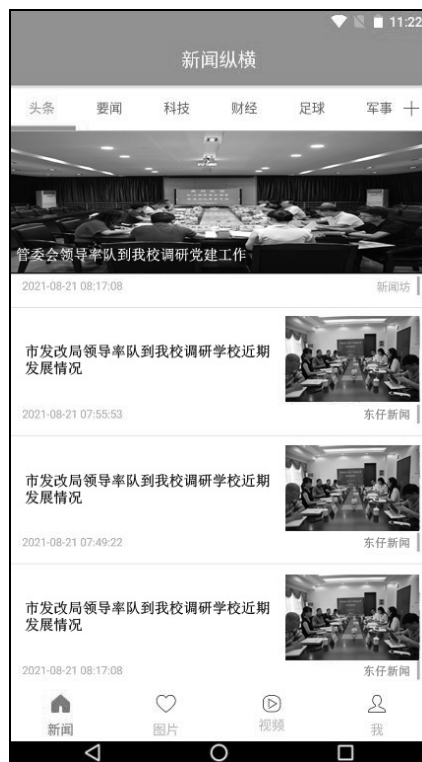 11:22
新闻纵横
头条 要闻 科技 财经 足球 军事
管委会领导率队到我校调研党建工作
2021-08-21 08:17:08 新闻坊
市发改局领导率队到我校调研学校近期
发展情况
2021-08-21 07:55:53 东仔新闻
市发改局领导率队到我校调研学校近期
发展情况
2021-08-21 07:49:22 东仔新闻
市发改局领导率队到我校调研学校近期
发展情况
2021-08-21 08:17:08 东仔新闻
新闻 图片 视频 我